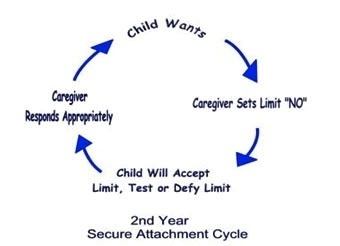 Child Wants
Caregiver Sets Limit "NO"
Child Will Accept
Limit, Test or Defy Limit
Caregiver
Responds Appropriately
2nd Year
Secure Attachment Cycle